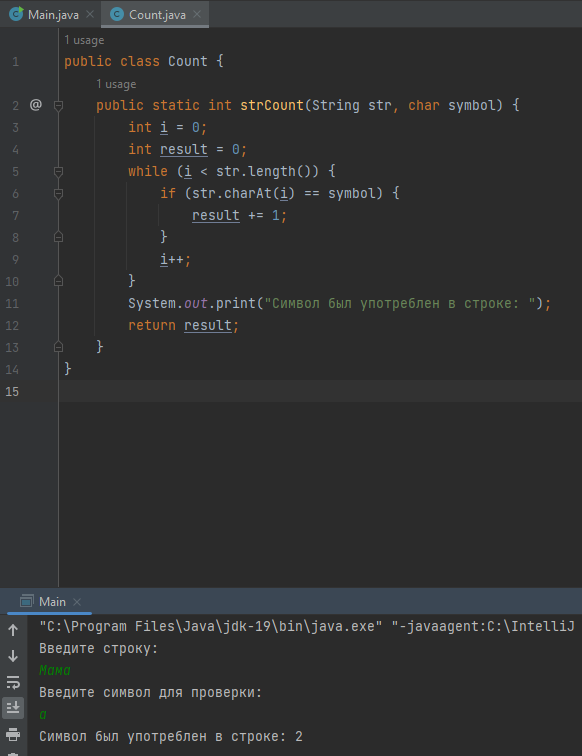 Main.java
Count.java
1 usage
1 public class Count {
1 usage
2 @ public static int strCount(String str, char symbol) {
3 int i = 0;
4 int result = 0;
5 while (i < str.length()) {
6 if (str.charAt(i) == symbol) {
7 result += 1;
8 }
9 i++;
10 }
11 System.out.print("Символ был употреблен в строке: ");
12 return result;
13 }
14 }
15
Main
"C:\Program Files\Java\jdk-19\bin\java.exe" "-javaagent:C:\IntelliJ
Введите строку:
Мама
Введите символ для проверки:
а
Символ был употреблен в строке: 2